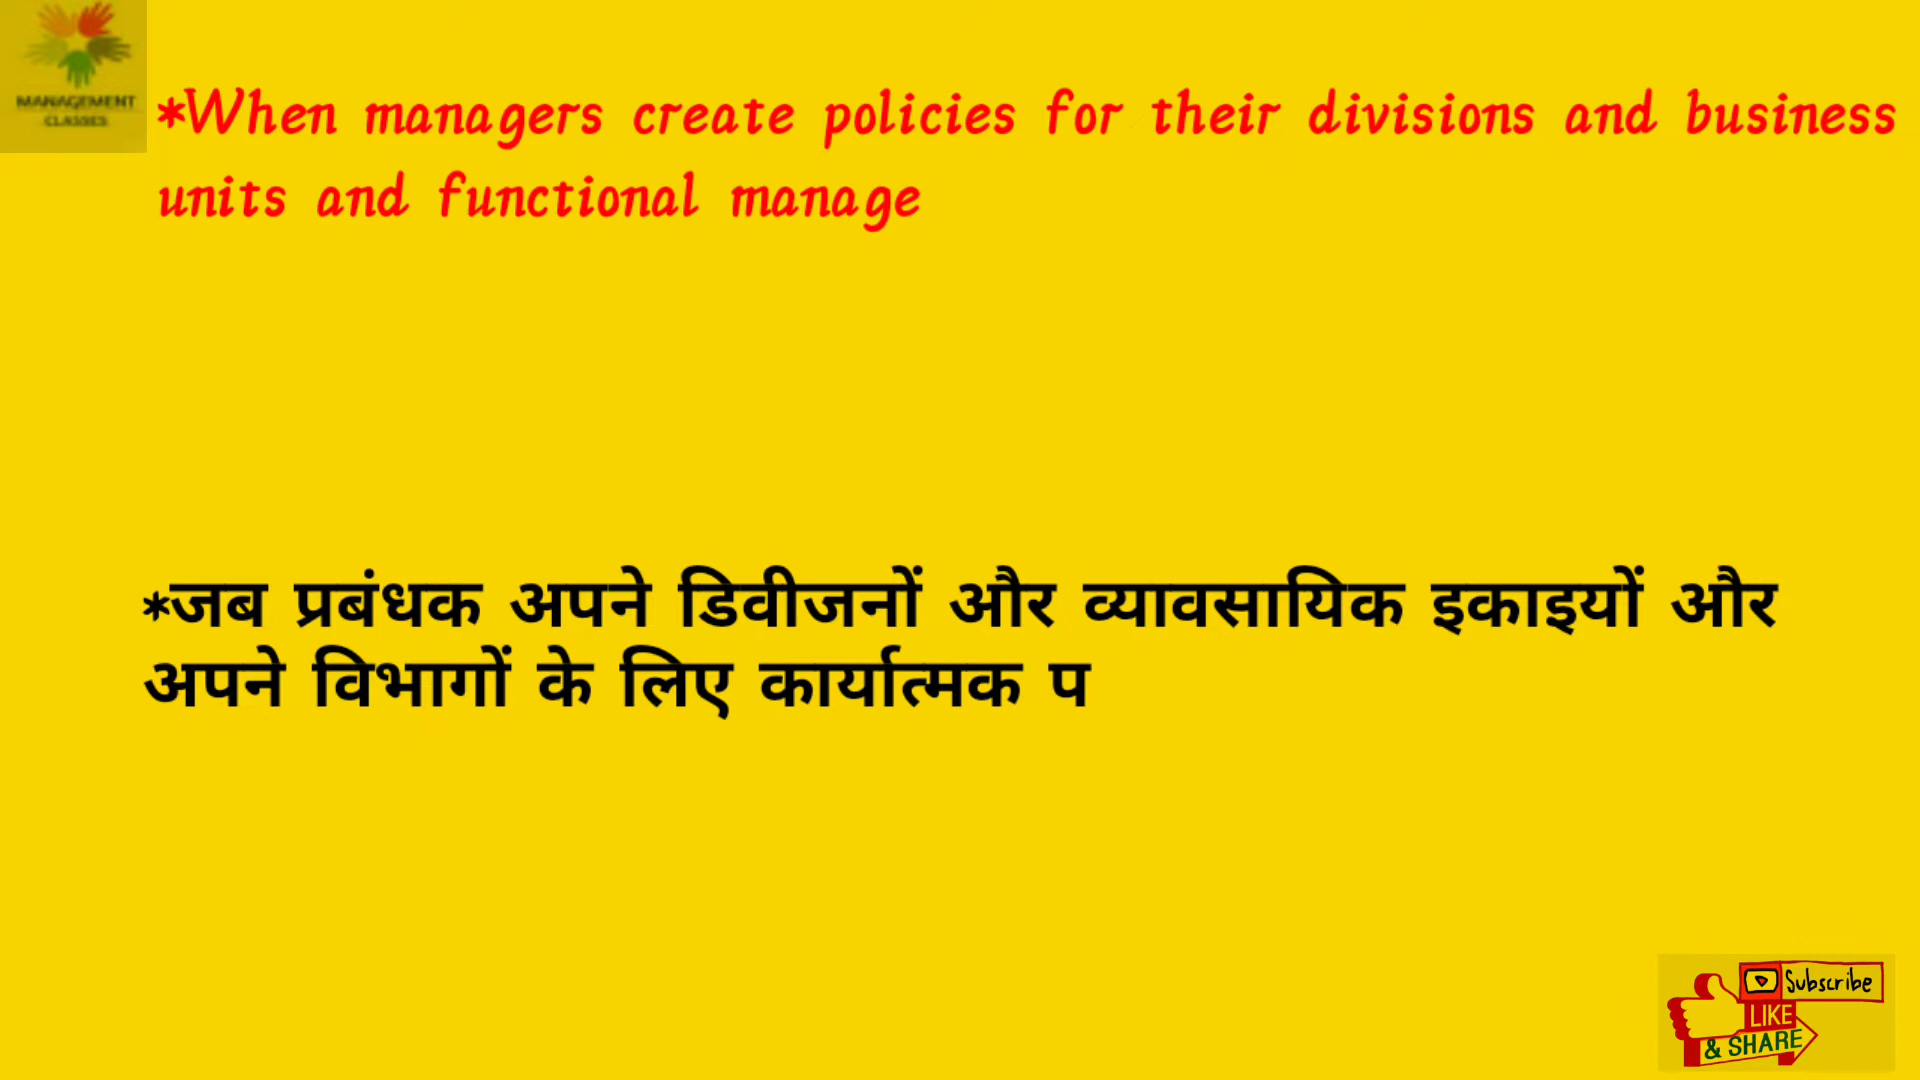 MANAGEMENT
CLASSES
*When managers create policies for their divisions and business
units and functional manage
*जब प्रबंधक अपने डिवीजनों और व्यावसायिक इकाइयों और
अपने विभागों के लिए कार्यात्मक प
Subscribe
LIKE
& SHARE